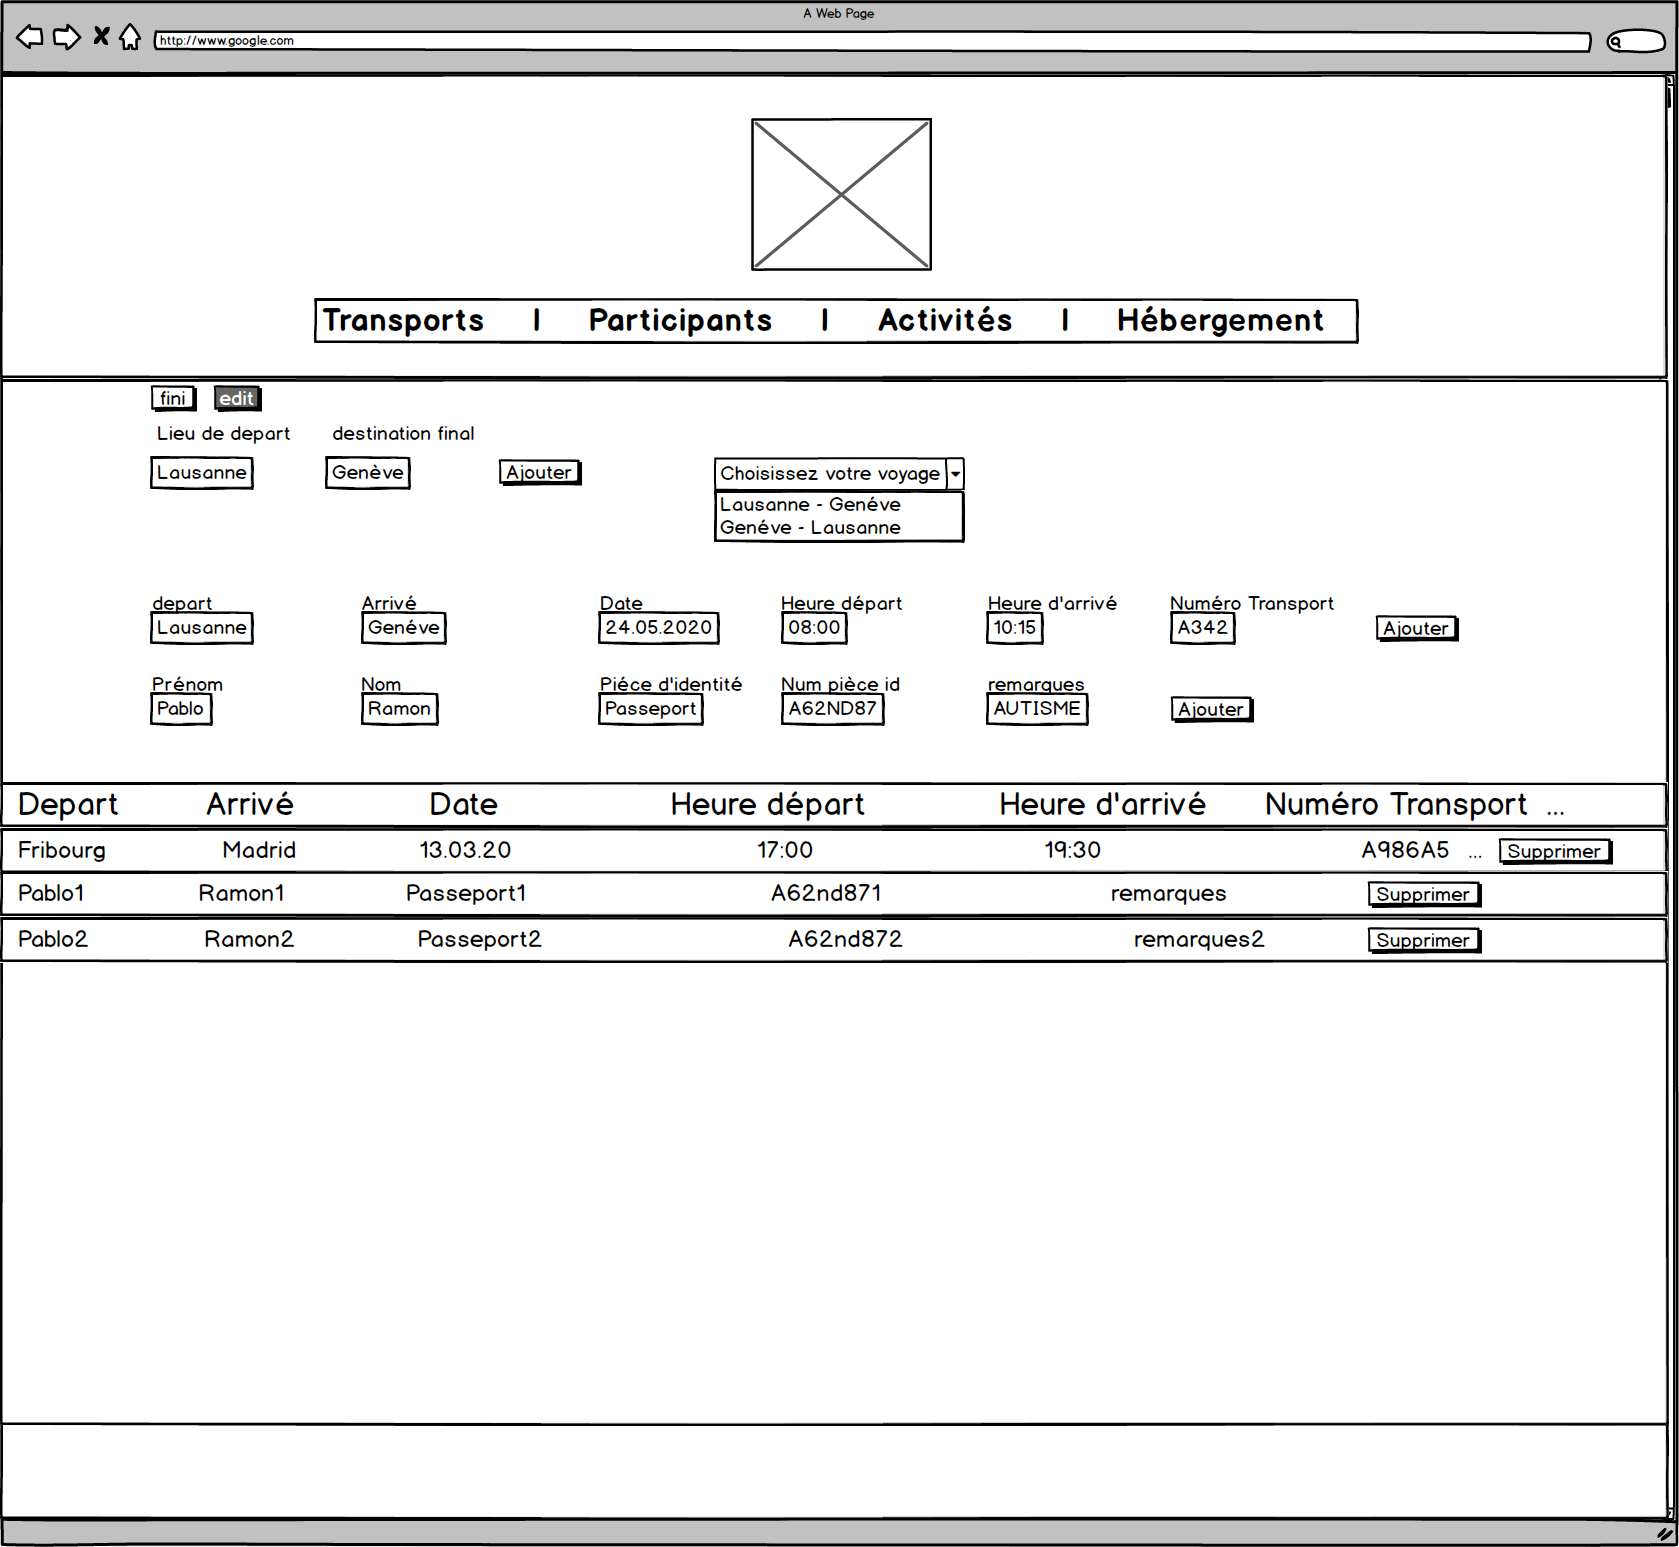 A Web Page
http://www.google.com
Transports | Participants | Activités | Hébergement
fini edit
Lieu de depart destination final
Lausanne Genève Ajouter Choisissez votre voyage
Lausanne - Genéve
Genéve - Lausanne
depart Arrivé Date Heure départ Heure d'arrivé Numéro Transport
Lausanne Genéve 24.05.2020 08:00 10:15 A342 Ajouter
Prénom Nom Piéce d'identité Num pièce id remarques
Pablo Ramon Passeport A62ND87 AUTISME Ajouter
Depart Arrivé Date Heure départ Heure d'arrivé Numéro Transport ...
Fribourg Madrid 13.03.20 17:00 19:30 A986A5 ... Supprimer
Pablo1 Ramon1 Passeport1 A62nd871 remarques Supprimer
Pablo2 Ramon2 Passeport2 A62nd872 remarques2 Supprimer